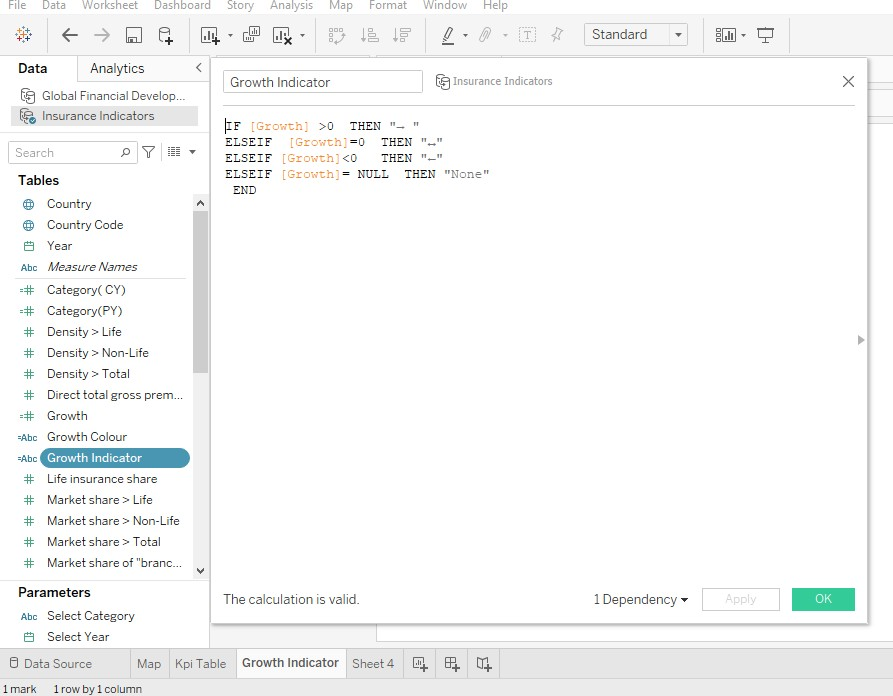 File Data Worksheet Dashboard Story Analysis Map Format Window Help
Standard
Data Analytics
Global Financial Develop...
Insurance Indicators
Search
Tables
Country
Country Code
Year
Abc Measure Names
=# Category( CY)
=# Category(PY)
# Density > Life
# Density > Non-Life
# Density > Total
# Direct total gross prem...
=# Growth
=Abc Growth Colour
=Abc Growth Indicator
# Life insurance share
# Market share > Life
# Market share > Non-Life
# Market share > Total
# Market share of "branc...
Parameters
Abc Select Category
Select Year
Growth Indicator Insurance Indicators
IF [Growth] >0 THEN "→ "
ELSEIF [Growth]=0 THEN "↔"
ELSEIF [Growth]<0 THEN "←"
ELSEIF [Growth]= NULL THEN "None"
END
The calculation is valid. 1 Dependency Apply OK
Data Source Map Kpi Table Growth Indicator Sheet 4
1 mark 1 row by 1 column